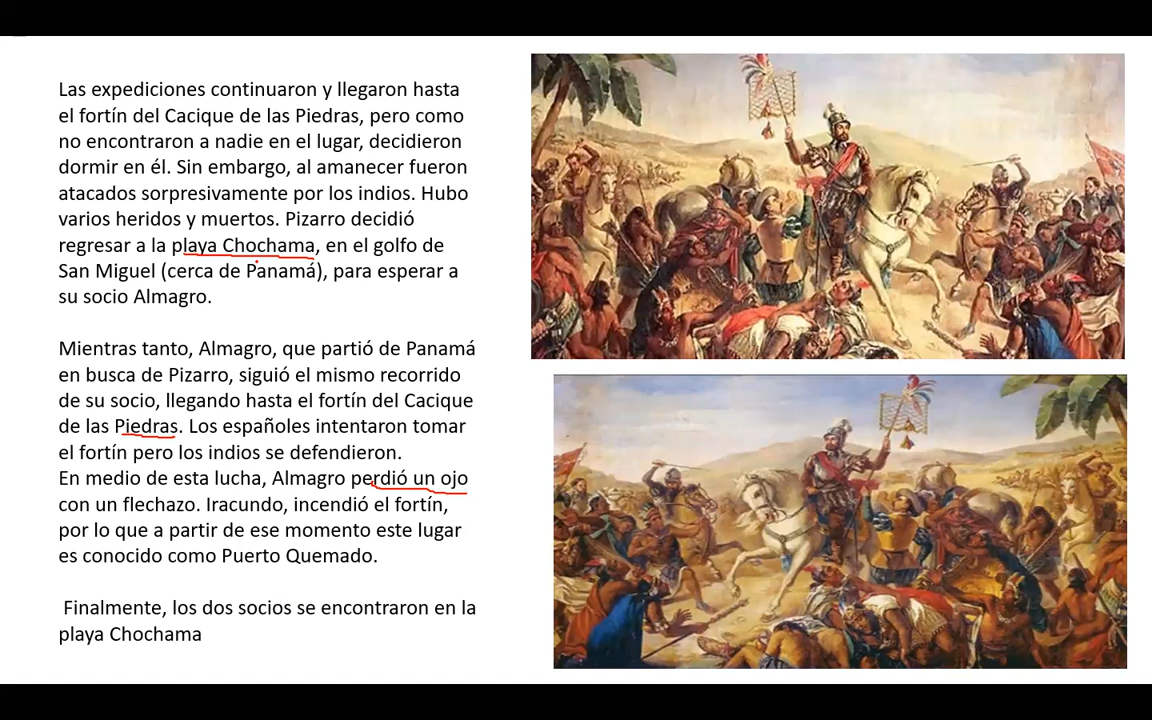 Las expediciones continuaron y llegaron hasta
el fortín del Cacique de las Piedras, pero como
no encontraron a nadie en el lugar, decidieron
dormir en él. Sin embargo, al amanecer fueron
atacados sorpresivamente por los indios. Hubo
varios heridos y muertos. Pizarro decidió
regresar a la playa Chochama, en el golfo de
San Miguel (cerca de Panamá), para esperar a
su socio Almagro.
Mientras tanto, Almagro, que partió de Panamá
en busca de Pizarro, siguió el mismo recorrido
de su socio, llegando hasta el fortín del Cacique
de las Piedras. Los españoles intentaron tomar
el fortín pero los indios se defendieron.
En medio de esta lucha, Almagro perdió un ojo
con un flechazo. Iracundo, incendió el fortín,
por lo que a partir de ese momento este lugar
es conocido como Puerto Quemado.
Finalmente, los dos socios se encontraron en la
playa Chochama